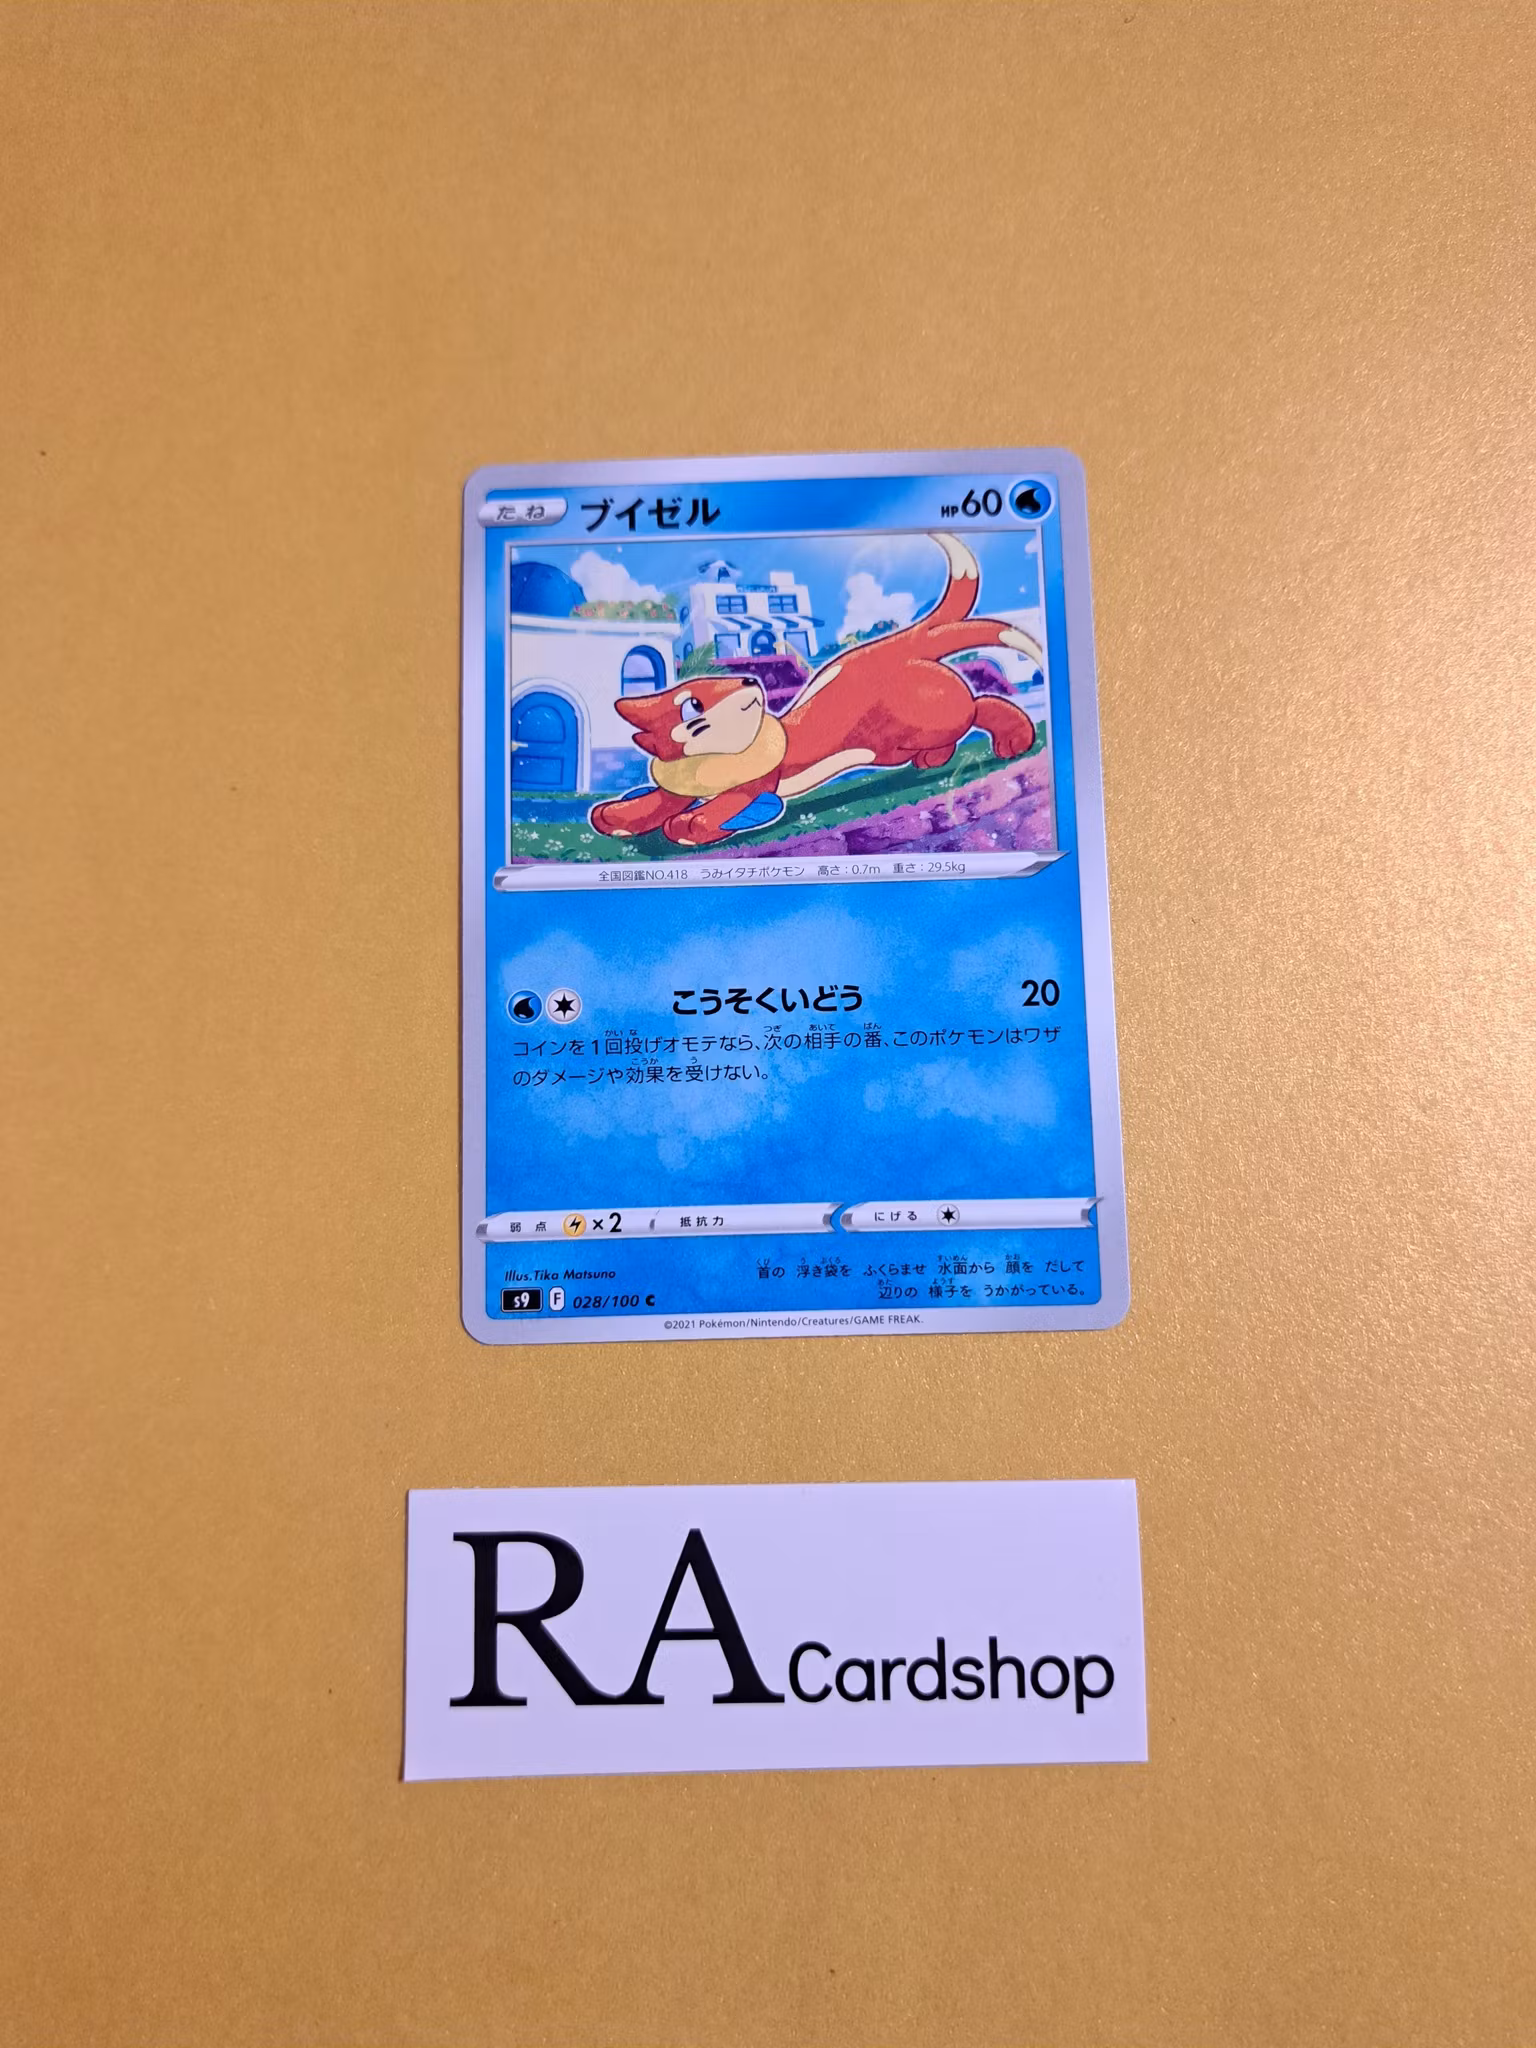 たね ブイゼル HP60
全国図鑑NO.418 うみイタチポケモン 高さ：0.7m 重さ：29.5kg
こうそくいどう 20
コインを1回投げオモテなら、次の相手の番、このポケモンはワザ
のダメージや効果を受けない。
弱点 ×2 抵抗力 にげる
Illus.Tika Matsuno
首の 浮き袋を ふくらませ 水面から 顔を だして
辺りの 様子を うかがっている。
s9 F 028/100 C
©2021 Pokémon/Nintendo/Creatures/GAME FREAK.
RA Cardshop